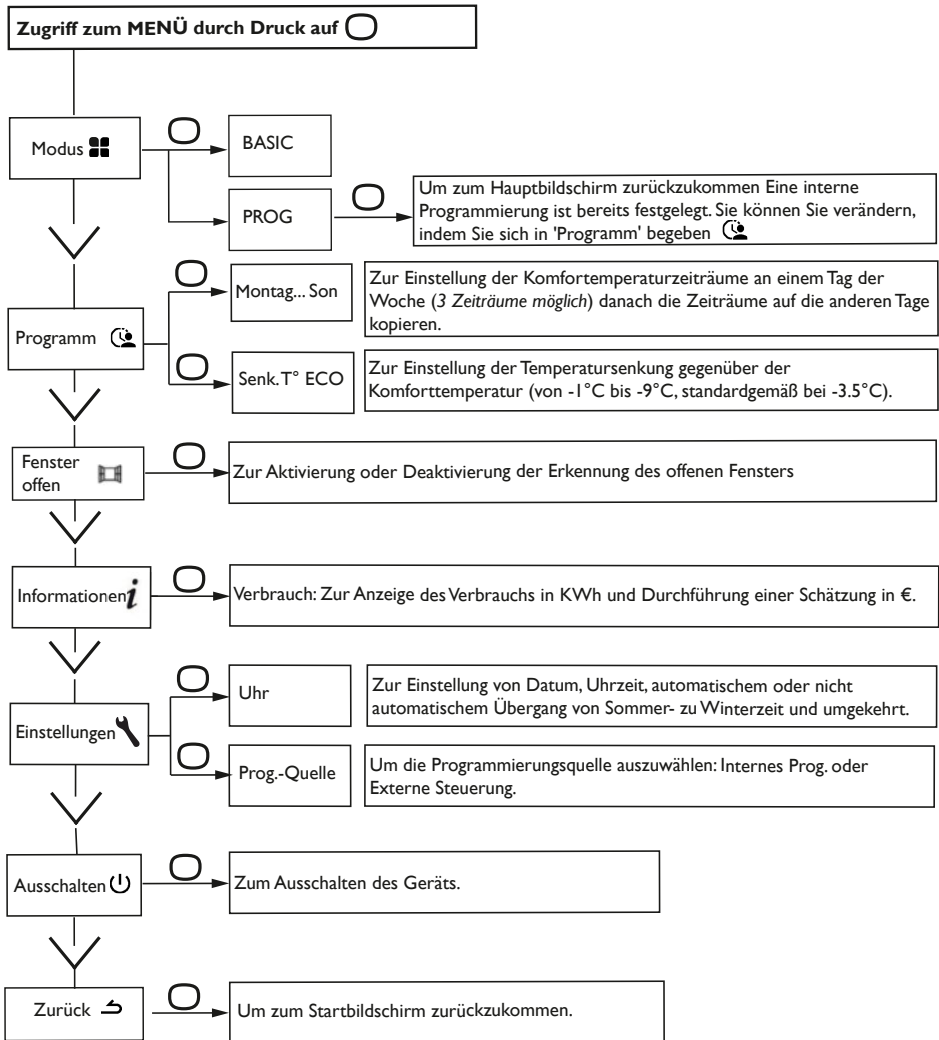 Zugriff zum MENÜ durch Druck auf
Modus
BASIC
PROG
Um zum Hauptbildschirm zurückzukommen Eine interne
Programmierung ist bereits festgelegt. Sie können Sie verändern,
indem Sie sich in 'Programm' begeben
Programm
Montag... Son
Zur Einstellung der Komfortemperaturzeiträume an einem Tag der
Woche (3 Zeiträume möglich) danach die Zeiträume auf die anderen Tage
kopieren.
Senk. T° ECO
Zur Einstellung der Temperatursenkung gegenüber der
Komforttemperatur (von -1°C bis -9°C, standardgemäß bei -3.5°C).
Fenster
offen
Zur Aktivierung oder Deaktivierung der Erkennung des offenen Fensters
Informationen
Verbrauch: Zur Anzeige des Verbrauchs in KWh und Durchführung einer Schätzung in €.
Einstellungen
Uhr
Zur Einstellung von Datum, Uhrzeit, automatischem oder nicht
automatischem Übergang von Sommer- zu Winterzeit und umgekehrt.
Prog.-Quelle
Um die Programmierungsquelle auszuwählen: Internes Prog. oder
Externe Steuerung.
Ausschalten
Zum Ausschalten des Geräts.
Zurück
Um zum Startbildschirm zurückzukommen.